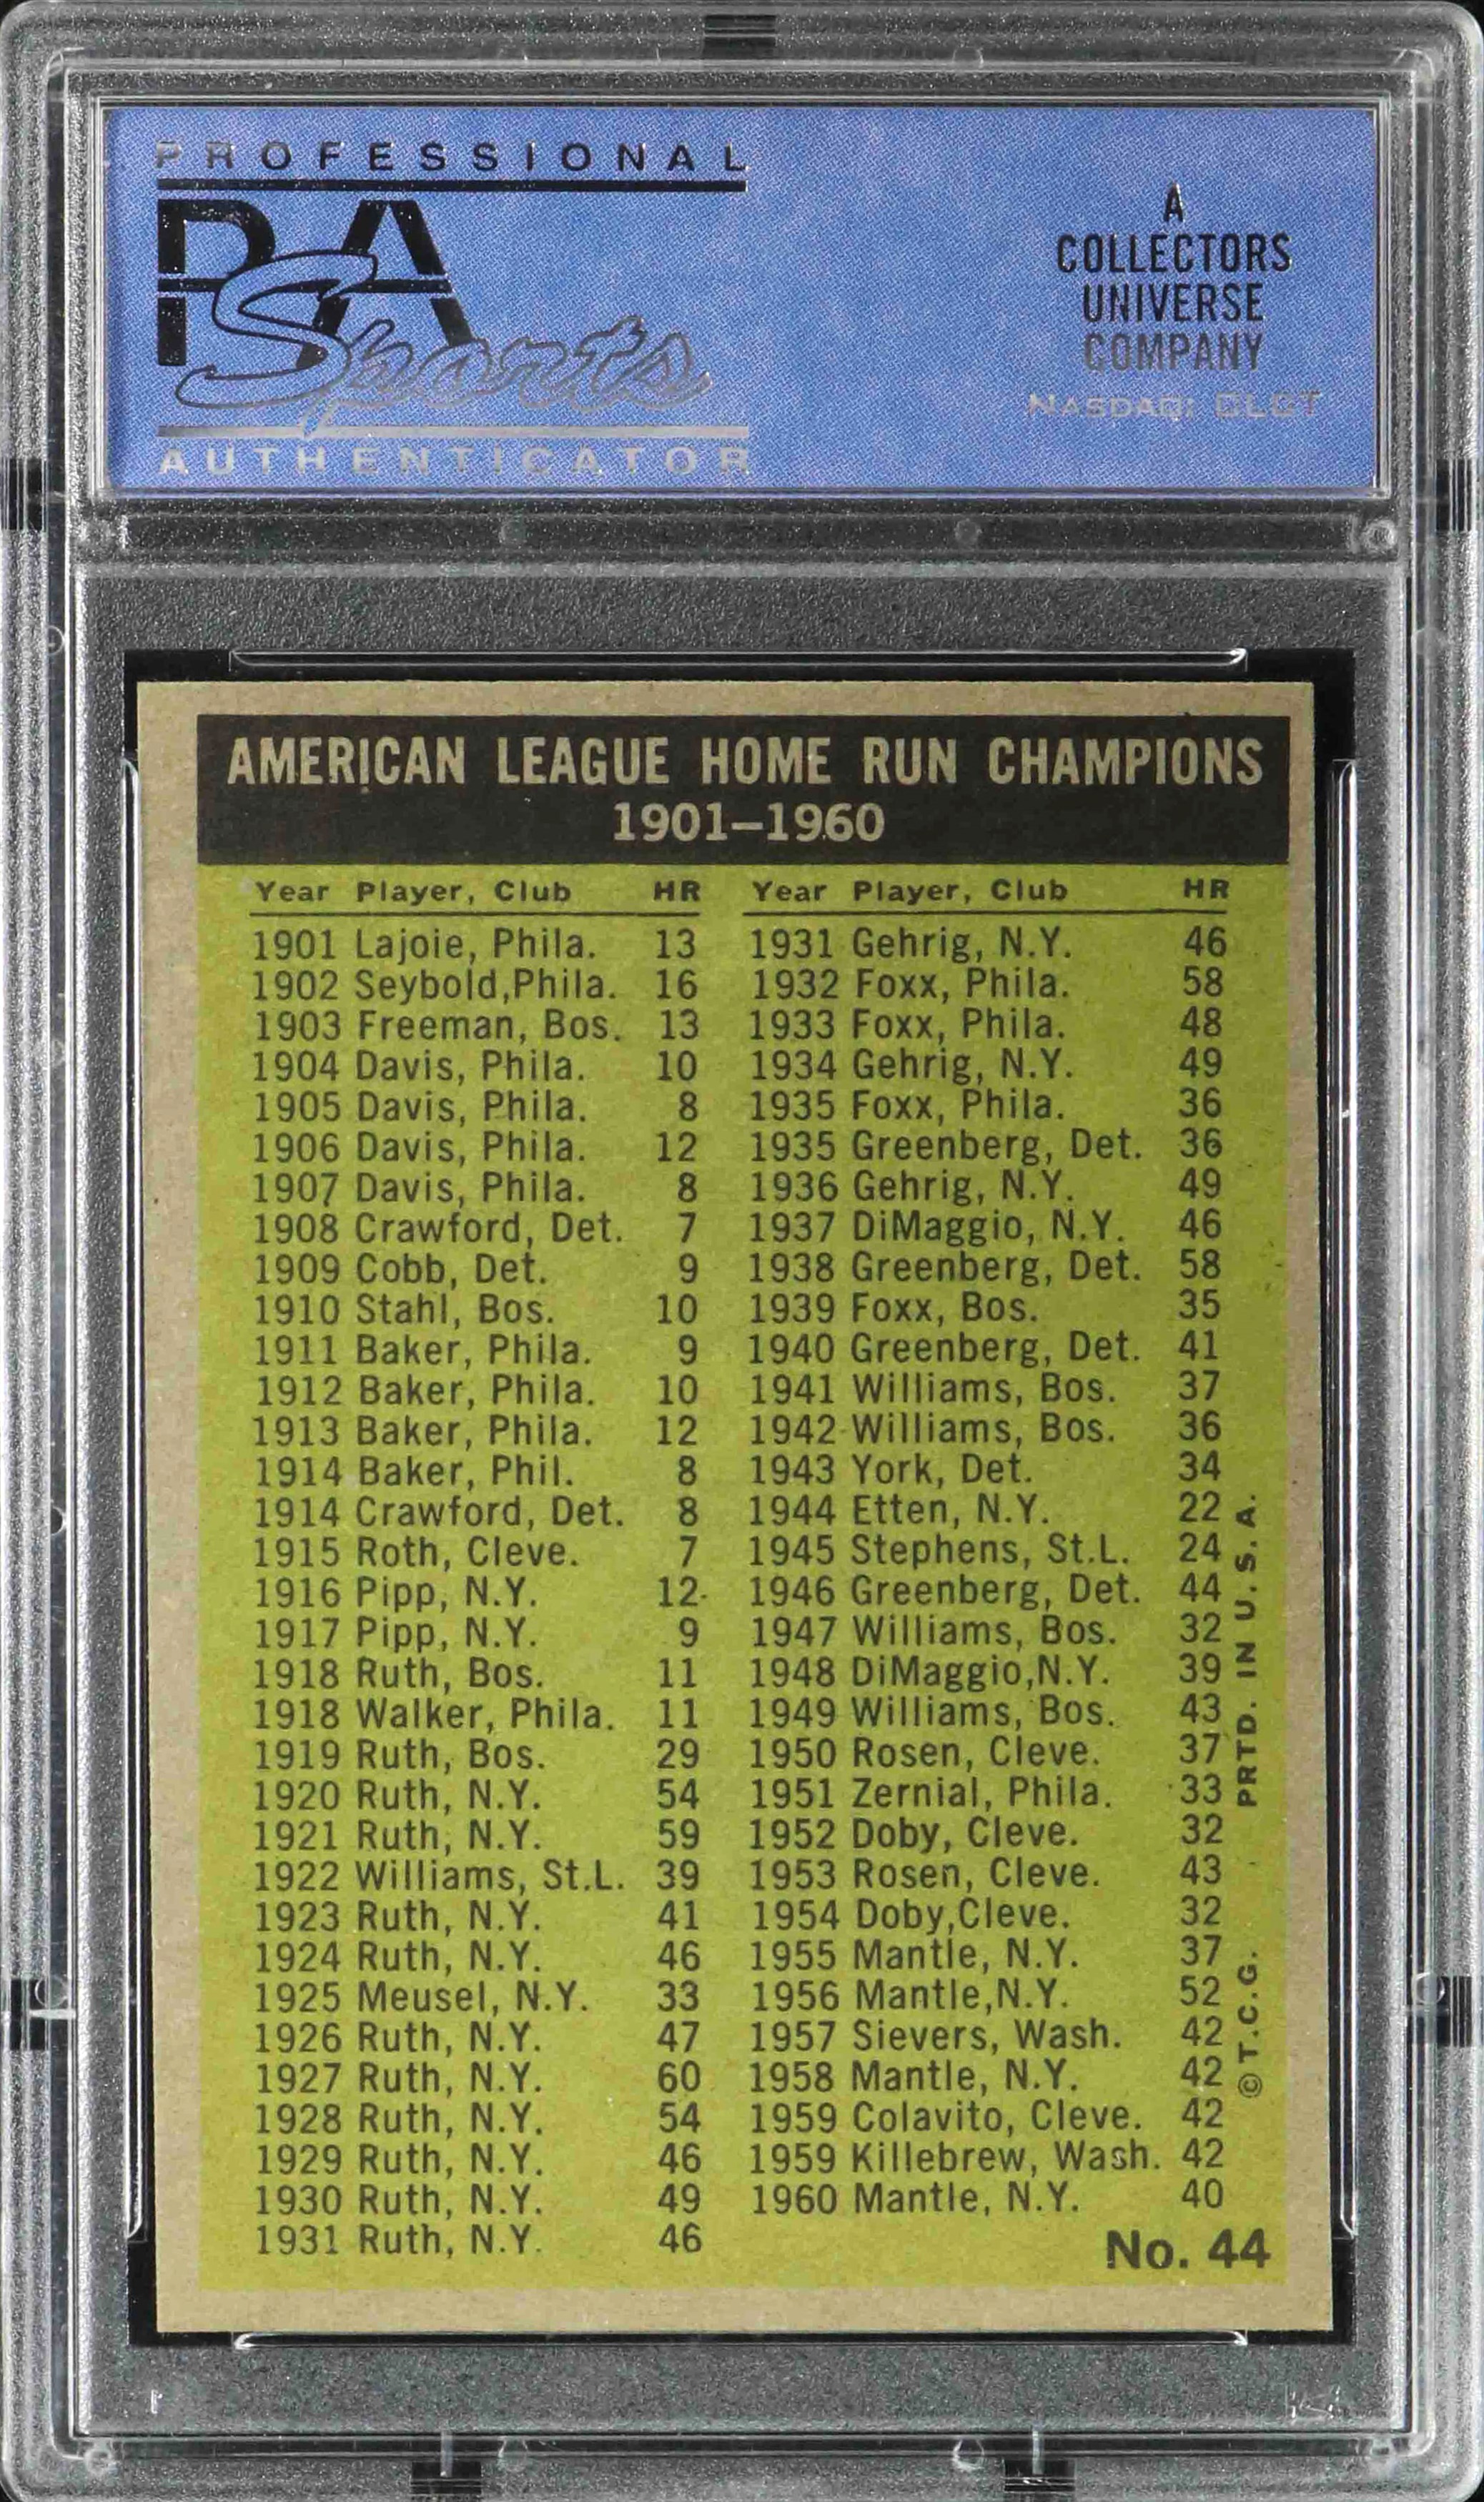 PROFESSIONAL
PSA
Sports
AUTHENTICATOR
A
COLLECTORS
UNIVERSE
COMPANY
NASDAQ: CLCT
AMERICAN LEAGUE HOME RUN CHAMPIONS
1901–1960
Year Player, Club HR
1901 Lajoie, Phila. 13
1902 Seybold,Phila. 16
1903 Freeman, Bos. 13
1904 Davis, Phila. 10
1905 Davis, Phila. 8
1906 Davis, Phila. 12
1907 Davis, Phila. 8
1908 Crawford, Det. 7
1909 Cobb, Det. 9
1910 Stahl, Bos. 10
1911 Baker, Phila. 9
1912 Baker, Phila. 10
1913 Baker, Phila. 12
1914 Baker, Phil. 8
1914 Crawford, Det. 8
1915 Roth, Cleve. 7
1916 Pipp, N.Y. 12
1917 Pipp, N.Y. 9
1918 Ruth, Bos. 11
1918 Walker, Phila. 11
1919 Ruth, Bos. 29
1920 Ruth, N.Y. 54
1921 Ruth, N.Y. 59
1922 Williams, St.L. 39
1923 Ruth, N.Y. 41
1924 Ruth, N.Y. 46
1925 Meusel, N.Y. 33
1926 Ruth, N.Y. 47
1927 Ruth, N.Y. 60
1928 Ruth, N.Y. 54
1929 Ruth, N.Y. 46
1930 Ruth, N.Y. 49
1931 Ruth, N.Y. 46
Year Player, Club HR
1931 Gehrig, N.Y. 46
1932 Foxx, Phila. 58
1933 Foxx, Phila. 48
1934 Gehrig, N.Y. 49
1935 Foxx, Phila. 36
1935 Greenberg, Det. 36
1936 Gehrig, N.Y. 49
1937 DiMaggio, N.Y. 46
1938 Greenberg, Det. 58
1939 Foxx, Bos. 35
1940 Greenberg, Det. 41
1941 Williams, Bos. 37
1942 Williams, Bos. 36
1943 York, Det. 34
1944 Etten, N.Y. 22
1945 Stephens, St.L. 24
1946 Greenberg, Det. 44
1947 Williams, Bos. 32
1948 DiMaggio,N.Y. 39
1949 Williams, Bos. 43
1950 Rosen, Cleve. 37
1951 Zernial, Phila. 33
1952 Doby, Cleve. 32
1953 Rosen, Cleve. 43
1954 Doby,Cleve. 32
1955 Mantle, N.Y. 37
1956 Mantle,N.Y. 52
1957 Sievers, Wash. 42
1958 Mantle, N.Y. 42
1959 Colavito, Cleve. 42
1959 Killebrew, Wash. 42
1960 Mantle, N.Y. 40
No. 44
© T.C.G. PRTD. IN U.S.A.